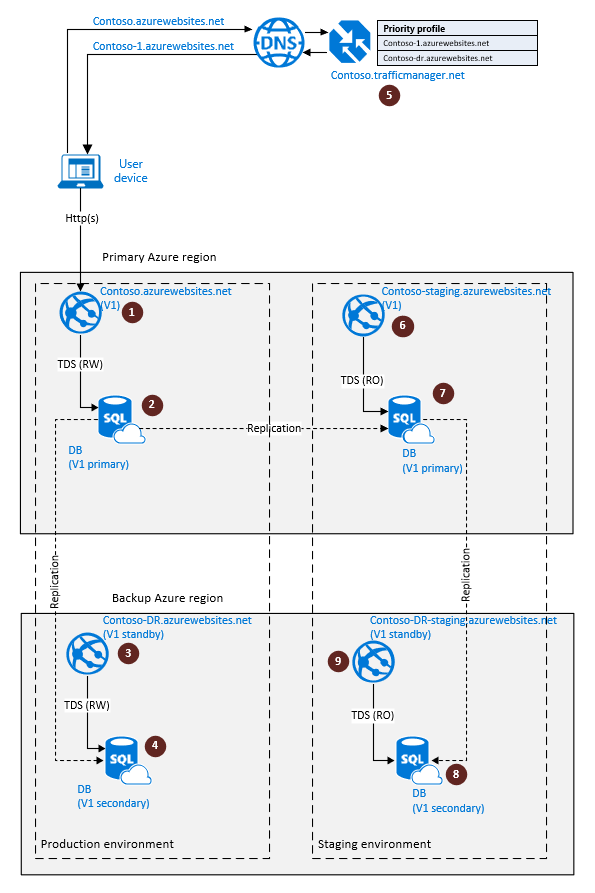 Contoso.azurewebsites.net
DNS
Priority profile
Contoso-1.azurewebsites.net
Contoso-1.azurewebsites.net
Contoso-dr.azurewebsites.net
Contoso.trafficmanager.net
5
User
device
Http(s)
Primary Azure region
Contoso.azurewebsites.net
(V1)
1
Contoso-staging.azurewebsites.net
(V1)
6
TDS (RW)
TDS (RO)
2
7
SQL
SQL
Replication
DB
(V1 primary)
DB
(V1 primary)
Replication
Replication
Backup Azure region
Contoso-DR.azurewebsites.net
(V1 standby)
3
Contoso-DR-staging.azurewebsites.net
(V1 standby)
9
TDS (RW)
TDS (RO)
4
SQL
SQL
8
DB
(V1 secondary)
DB
(V1 secondary)
Production environment
Staging environment